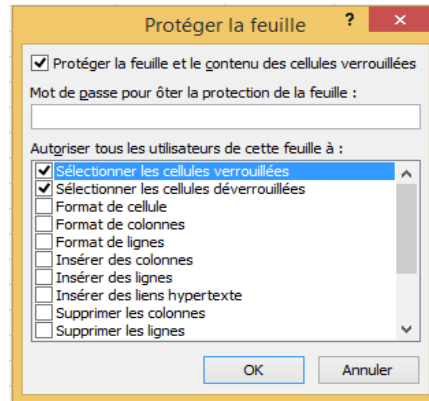 Protéger la feuille ? ×
Protéger la feuille et le contenu des cellules verrouillées
Mot de passe pour ôter la protection de la feuille :
Autoriser tous les utilisateurs de cette feuille à :
Sélectionner les cellules verrouillées
Sélectionner les cellules déverrouillées
Format de cellule
Format de colonnes
Format de lignes
Insérer des colonnes
Insérer des lignes
Insérer des liens hypertexte
Supprimer les colonnes
Supprimer les lignes
OK Annuler